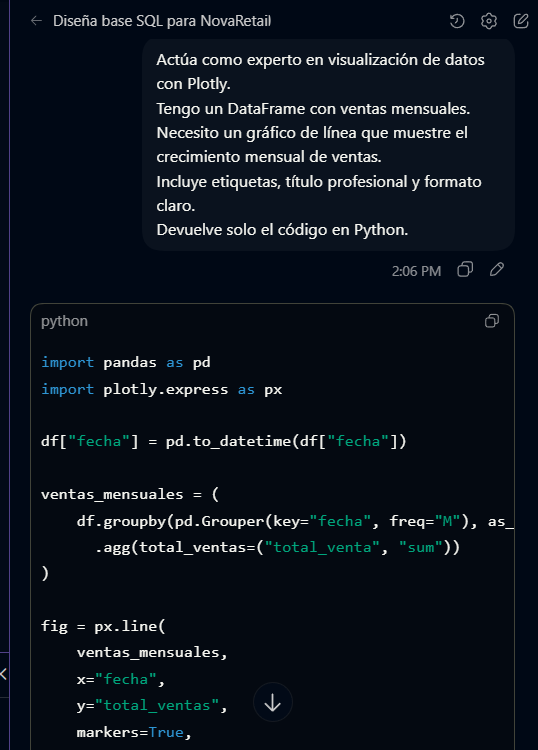 Diseña base SQL para NovaRetail
Actúa como experto en visualización de datos
con Plotly.
Tengo un DataFrame con ventas mensuales.
Necesito un gráfico de línea que muestre el
crecimiento mensual de ventas.
Incluye etiquetas, título profesional y formato
claro.
Devuelve solo el código en Python.
2:06 PM
python
import pandas as pd
import plotly.express as px
df["fecha"] = pd.to_datetime(df["fecha"])
ventas_mensuales = (
    df.groupby(pd.Grouper(key="fecha", freq="M"), as_
      .agg(total_ventas=("total_venta", "sum"))
)
fig = px.line(
    ventas_mensuales,
    x="fecha",
    y="total_ventas",
    markers=True,